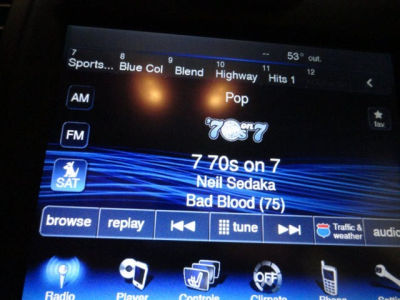 -- 53° out.
7 8 9 10 11 12
Sports... Blue Col Blend Highway Hits 1
AM
Pop
fav
'70s on 7
FM
7 70s on 7
Neil Sedaka
SAT
Bad Blood (75)
browse replay tune Traffic & weather audio
Radio Player Controls Climate Phone
OFF